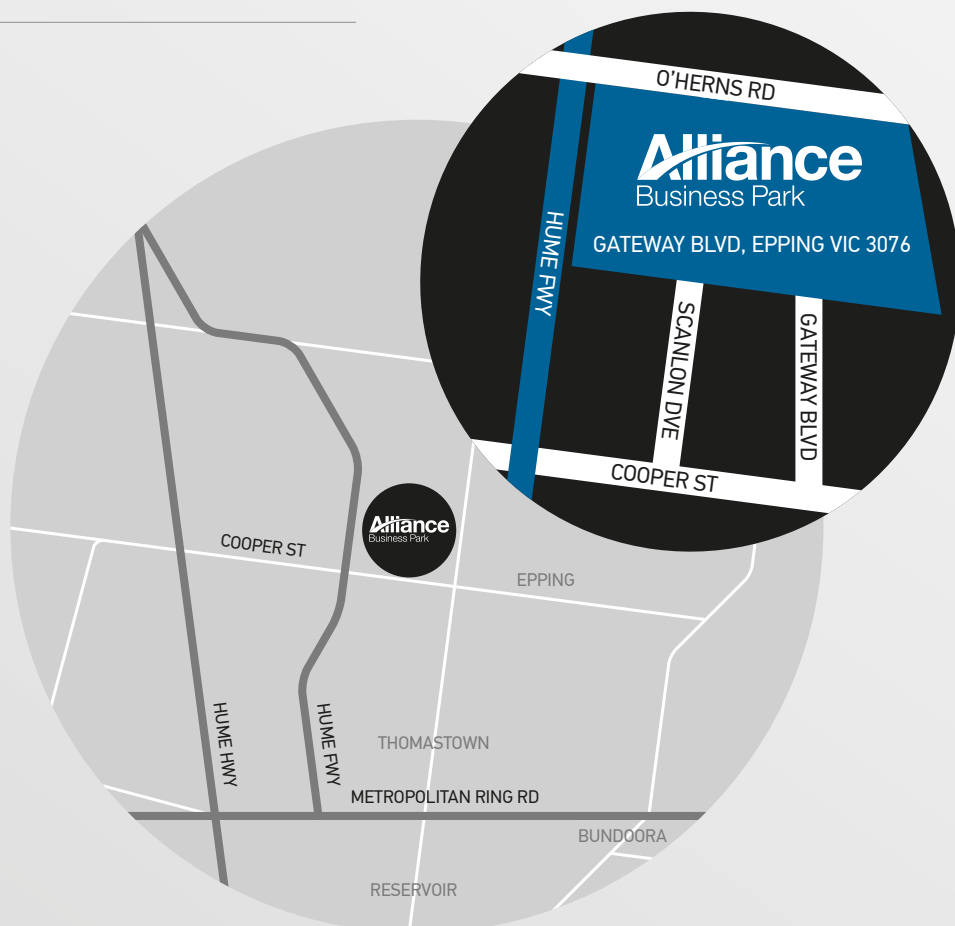 O'HERNS RD
Alliance
Business Park
GATEWAY BLVD, EPPING VIC 3076
HUME FWY
SCANLON DVE
GATEWAY BLVD
COOPER ST
Alliance
Business Park
COOPER ST
EPPING
HUME HWY
HUME FWY
THOMASTOWN
METROPOLITAN RING RD
BUNDOORA
RESERVOIR